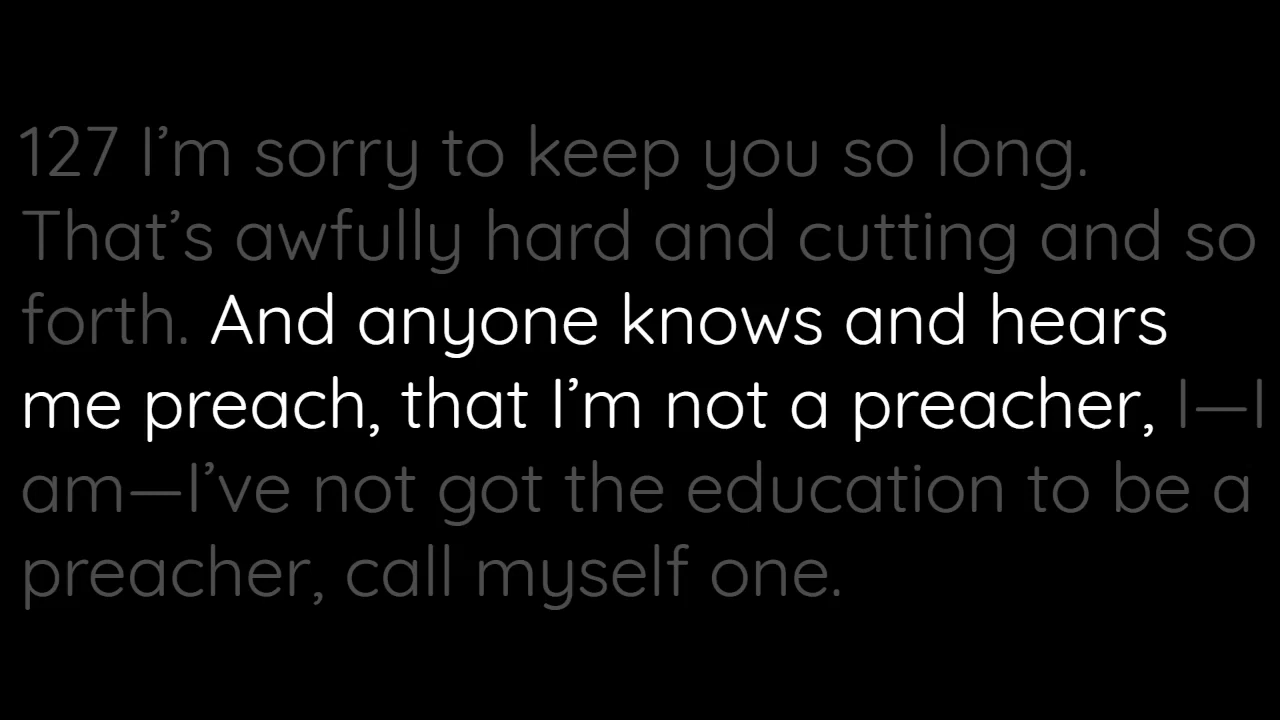 127 I’m sorry to keep you so long.
That’s awfully hard and cutting and so
forth. And anyone knows and hears
me preach, that I’m not a preacher, I—I
am—I’ve not got the education to be a
preacher, call myself one.